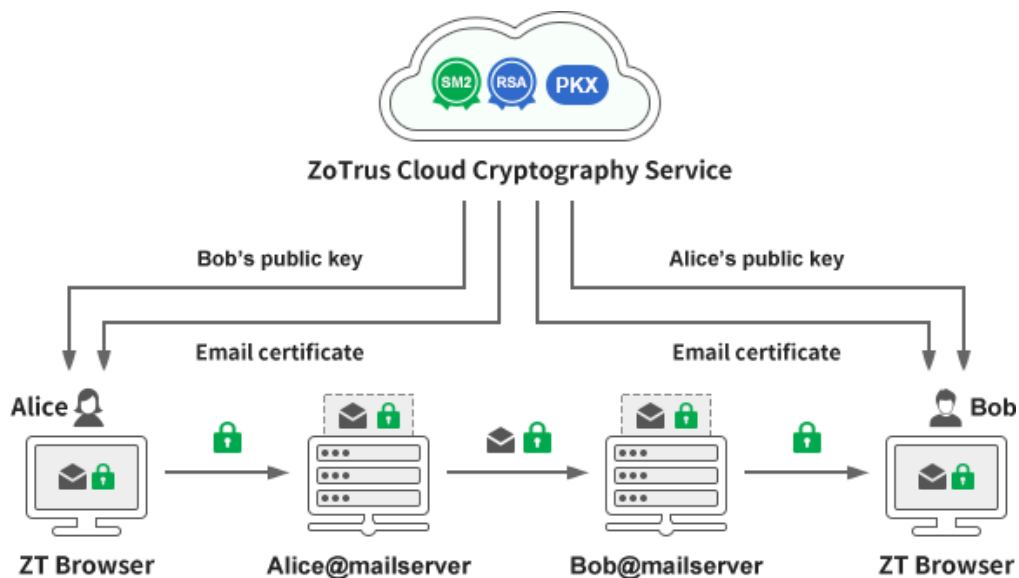 SM2
RSA
PKX
ZoTrus Cloud Cryptography Service
Bob's public key
Alice's public key
Email certificate
Email certificate
Alice
Bob
ZT Browser
Alice@mailserver
Bob@mailserver
ZT Browser